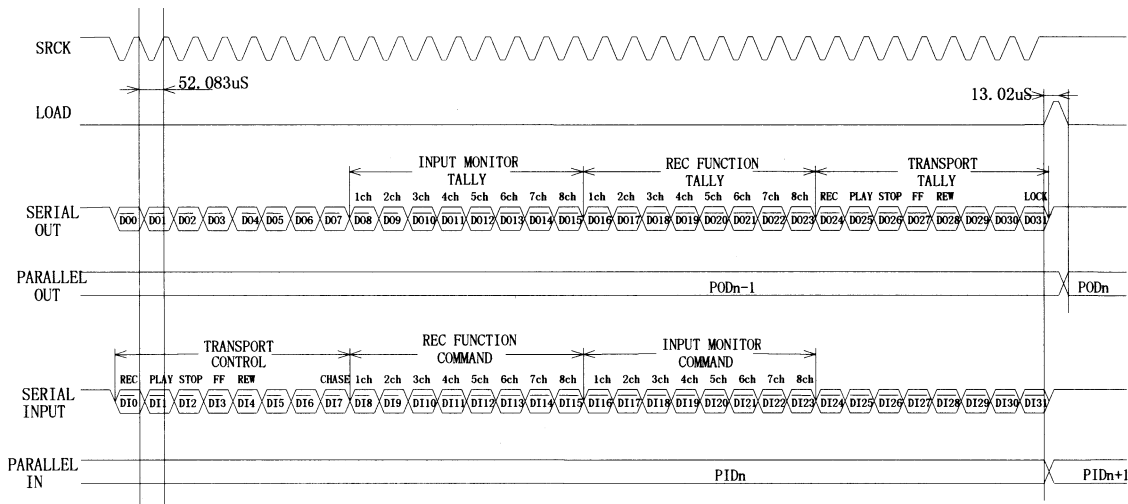 SRCK
52.083uS
13.02uS
LOAD
INPUT MONITOR
TALLY
REC FUNCTION
TALLY
TRANSPORT
TALLY
1ch 2ch 3ch 4ch 5ch 6ch 7ch 8ch 1ch 2ch 3ch 4ch 5ch 6ch 7ch 8ch REC PLAY STOP FF REW LOCK
SERIAL
OUT
DO0 DO1 DO2 DO3 DO4 DO5 DO6 DO7 DO8 DO9 DO10 DO11 DO12 DO13 DO14 DO15 DO16 DO17 DO18 DO19 DO20 DO21 DO22 DO23 DO24 DO25 DO26 DO27 DO28 DO29 DO30 DO31
PARALLEL
OUT
PODn-1 PODn
TRANSPORT
CONTROL
REC FUNCTION
COMMAND
INPUT MONITOR
COMMAND
REC PLAY STOP FF REW CHASE 1ch 2ch 3ch 4ch 5ch 6ch 7ch 8ch 1ch 2ch 3ch 4ch 5ch 6ch 7ch 8ch
SERIAL
INPUT
DI0 DI1 DI2 DI3 DI4 DI5 DI6 DI7 DI8 DI9 DI10 DI11 DI12 DI13 DI14 DI15 DI16 DI17 DI18 DI19 DI20 DI21 DI22 DI23 DI24 DI25 DI26 DI27 DI28 DI29 DI30 DI31
PARALLEL
IN
PIDn PIDn+1